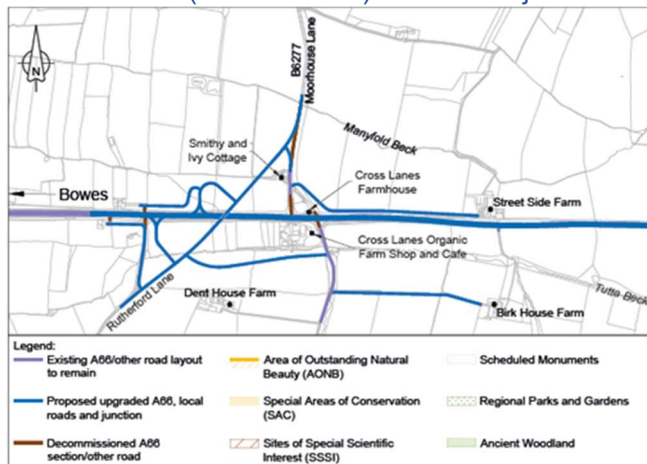 N
B6277
Moorhouse Lane
Manyfold Beck
Smithy and
Ivy Cottage
Cross Lanes
Farmhouse
Bowes
Street Side Farm
Cross Lanes Organic
Farm Shop and Cafe
Rutherford Lane
Dent House Farm
Tutta Beck
Birk House Farm
Legend:
Existing A66/other road layout
to remain
Proposed upgraded A66, local
roads and junction
Decommissioned A66
section/other road
Area of Outstanding Natural
Beauty (AONB)
Special Areas of Conservation
(SAC)
Sites of Special Scientific
Interest (SSSI)
Scheduled Monuments
Regional Parks and Gardens
Ancient Woodland